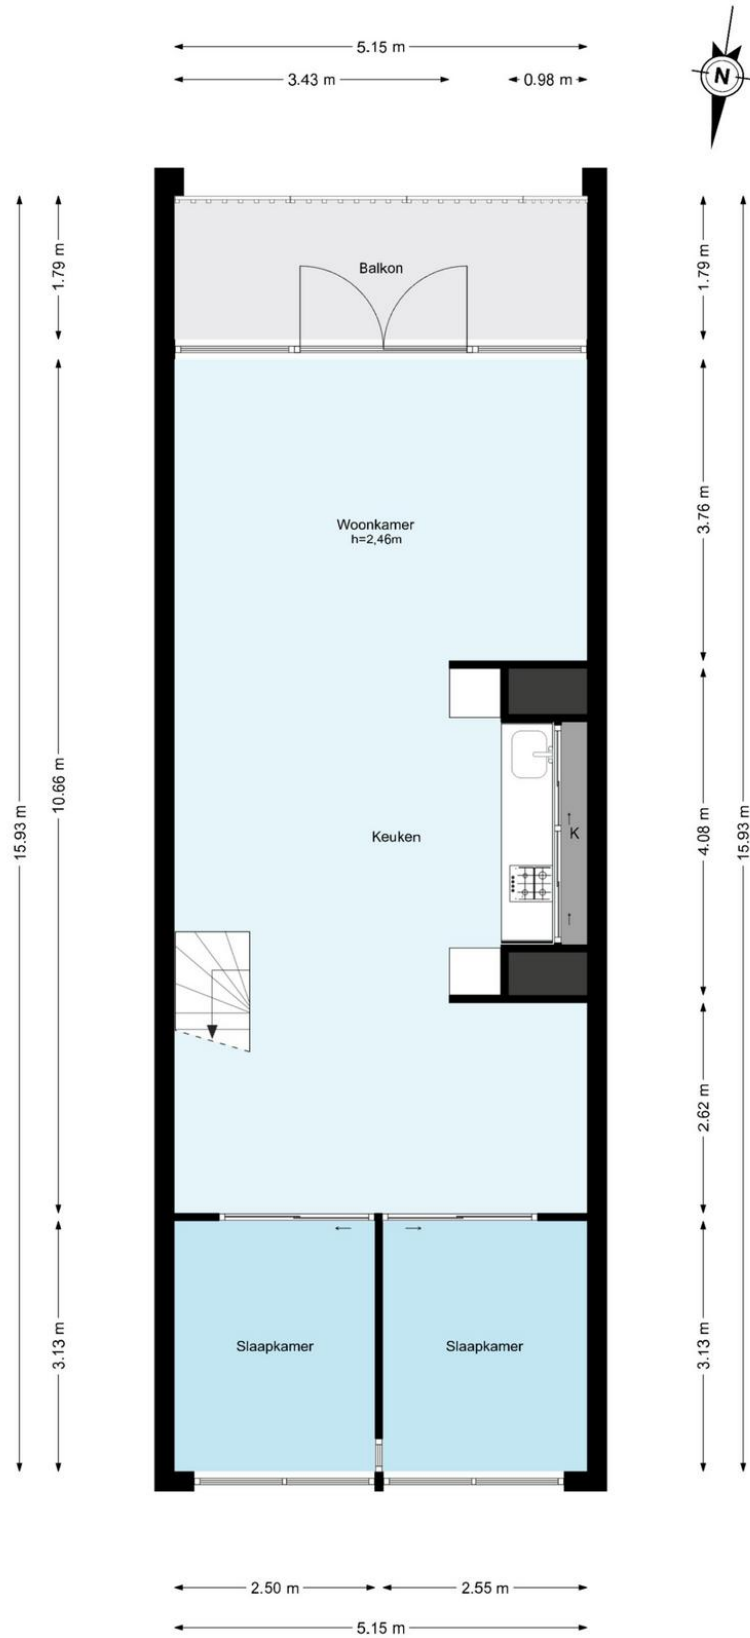 5.15 m
3.43 m
0.98 m
N
1.79 m
1.79 m
Balkon
Woonkamer
h=2,46m
3.76 m
10.66 m
15.93 m
Keuken
K
4.08 m
15.93 m
2.62 m
Slaapkamer
Slaapkamer
3.13 m
3.13 m
2.50 m
2.55 m
5.15 m